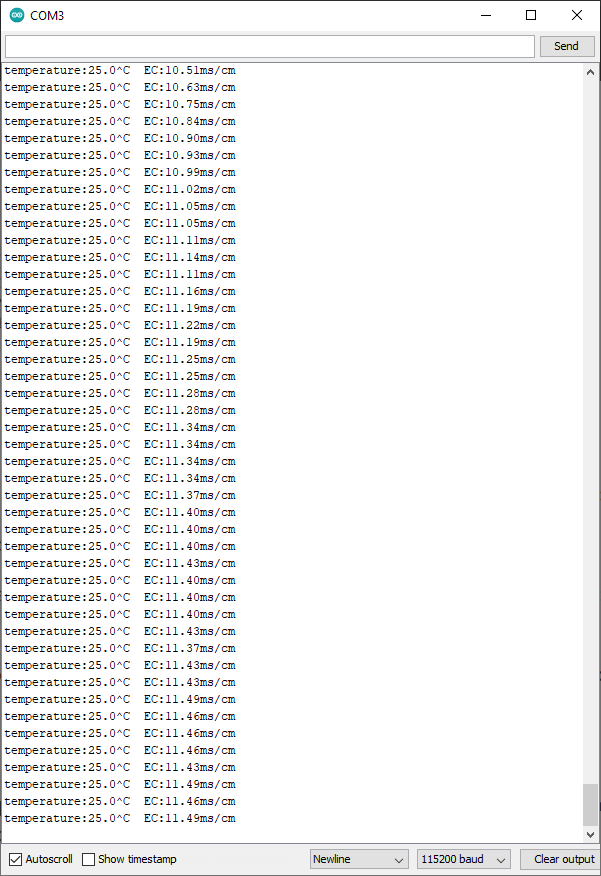 COM3
Send
temperature:25.0^C  EC:10.51ms/cm
temperature:25.0^C  EC:10.63ms/cm
temperature:25.0^C  EC:10.75ms/cm
temperature:25.0^C  EC:10.84ms/cm
temperature:25.0^C  EC:10.90ms/cm
temperature:25.0^C  EC:10.93ms/cm
temperature:25.0^C  EC:10.99ms/cm
temperature:25.0^C  EC:11.02ms/cm
temperature:25.0^C  EC:11.05ms/cm
temperature:25.0^C  EC:11.05ms/cm
temperature:25.0^C  EC:11.11ms/cm
temperature:25.0^C  EC:11.14ms/cm
temperature:25.0^C  EC:11.11ms/cm
temperature:25.0^C  EC:11.16ms/cm
temperature:25.0^C  EC:11.19ms/cm
temperature:25.0^C  EC:11.22ms/cm
temperature:25.0^C  EC:11.19ms/cm
temperature:25.0^C  EC:11.25ms/cm
temperature:25.0^C  EC:11.25ms/cm
temperature:25.0^C  EC:11.28ms/cm
temperature:25.0^C  EC:11.28ms/cm
temperature:25.0^C  EC:11.34ms/cm
temperature:25.0^C  EC:11.34ms/cm
temperature:25.0^C  EC:11.34ms/cm
temperature:25.0^C  EC:11.34ms/cm
temperature:25.0^C  EC:11.37ms/cm
temperature:25.0^C  EC:11.40ms/cm
temperature:25.0^C  EC:11.40ms/cm
temperature:25.0^C  EC:11.40ms/cm
temperature:25.0^C  EC:11.43ms/cm
temperature:25.0^C  EC:11.40ms/cm
temperature:25.0^C  EC:11.40ms/cm
temperature:25.0^C  EC:11.40ms/cm
temperature:25.0^C  EC:11.43ms/cm
temperature:25.0^C  EC:11.37ms/cm
temperature:25.0^C  EC:11.43ms/cm
temperature:25.0^C  EC:11.43ms/cm
temperature:25.0^C  EC:11.49ms/cm
temperature:25.0^C  EC:11.46ms/cm
temperature:25.0^C  EC:11.46ms/cm
temperature:25.0^C  EC:11.46ms/cm
temperature:25.0^C  EC:11.43ms/cm
temperature:25.0^C  EC:11.49ms/cm
temperature:25.0^C  EC:11.46ms/cm
temperature:25.0^C  EC:11.49ms/cm
Autoscroll Show timestamp Newline 115200 baud Clear output